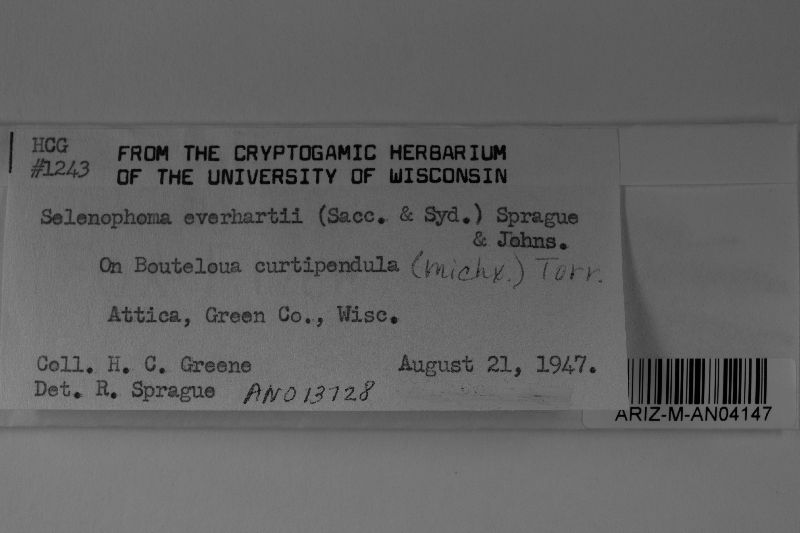 HCG
#1243
FROM THE CRYPTOGAMIC HERBARIUM
OF THE UNIVERSITY OF WISCONSIN
Selenophoma everhartii (Sacc. & Syd.) Sprague
& Johns.
On Bouteloua curtipendula (Michx.) Torr.
Attica, Green Co., Wisc.
Coll. H. C. Greene August 21, 1947.
Det. R. Sprague AN013728
ARIZ-M-AN04147